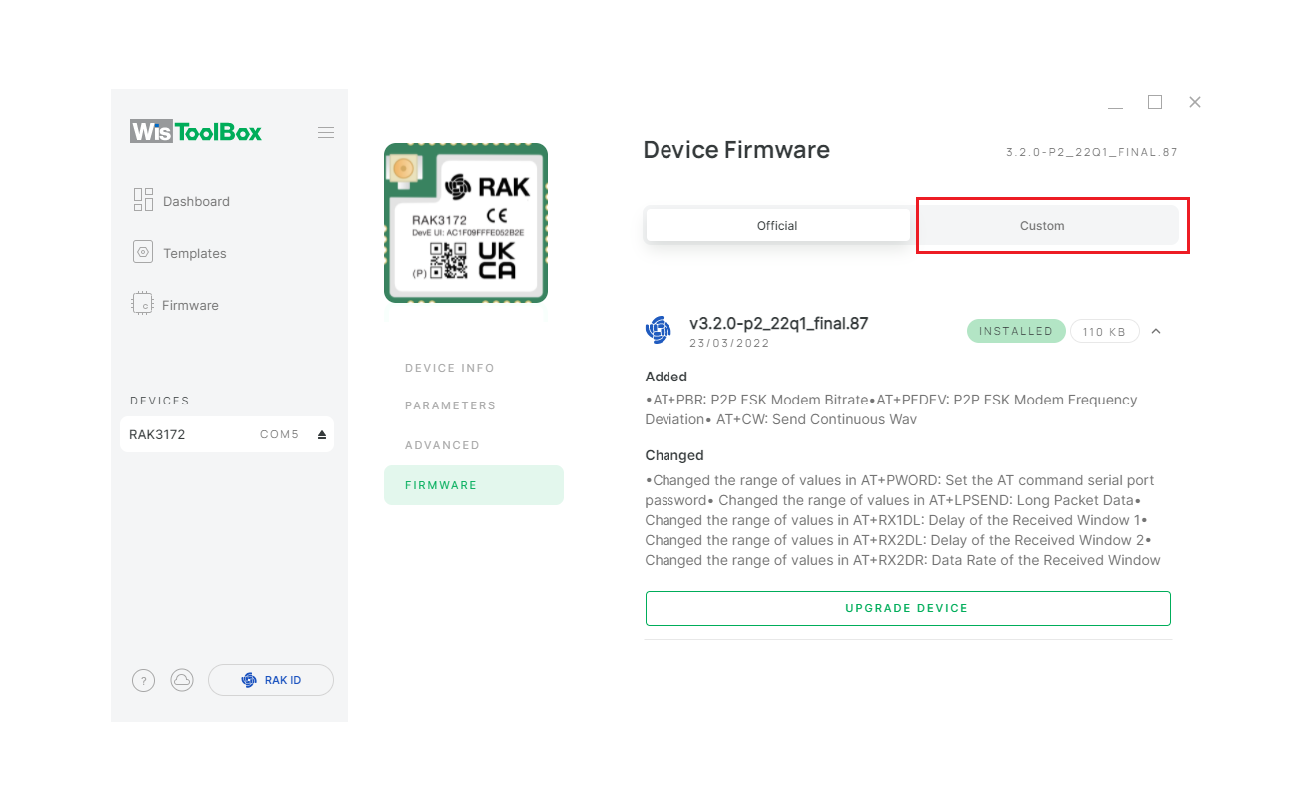 WisToolBox
Dashboard
Templates
Firmware
DEVICES
RAK3172 COM5
?
RAK ID
RAK
RAK3172
DevE UI: AC1F09FFFE052B2E
(P)
UK
CA
CE
DEVICE INFO
PARAMETERS
ADVANCED
FIRMWARE
Device Firmware
3.2.0-P2_22Q1_FINAL.87
Official
Custom
v3.2.0-p2_22q1_final.87
23/03/2022
INSTALLED
110 KB
Added
•AT+PBR: P2P FSK Modem Bitrate•AT+PFDEV: P2P FSK Modem Frequency
Deviation• AT+CW: Send Continuous Wav
Changed
•Changed the range of values in AT+PWORD: Set the AT command serial port
password• Changed the range of values in AT+LPSEND: Long Packet Data•
Changed the range of values in AT+RX1DL: Delay of the Received Window 1•
Changed the range of values in AT+RX2DL: Delay of the Received Window 2•
Changed the range of values in AT+RX2DR: Data Rate of the Received Window
UPGRADE DEVICE